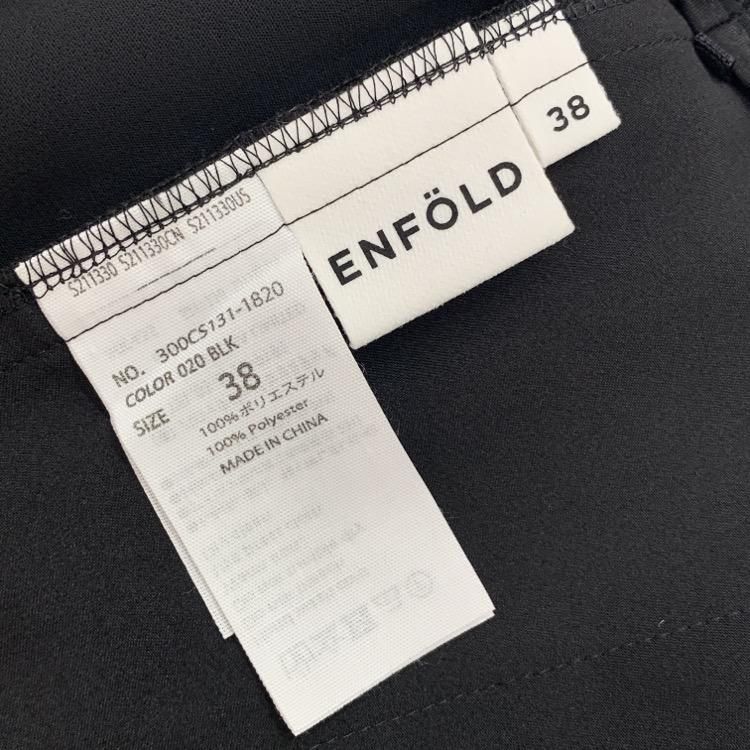 38
ENFÖLD
S211330 S211330CN S211330US
NO. 300CS131-1820
COLOR 020 BLK
SIZE 38
100%ポリエステル
100% Polyester
MADE IN CHINA